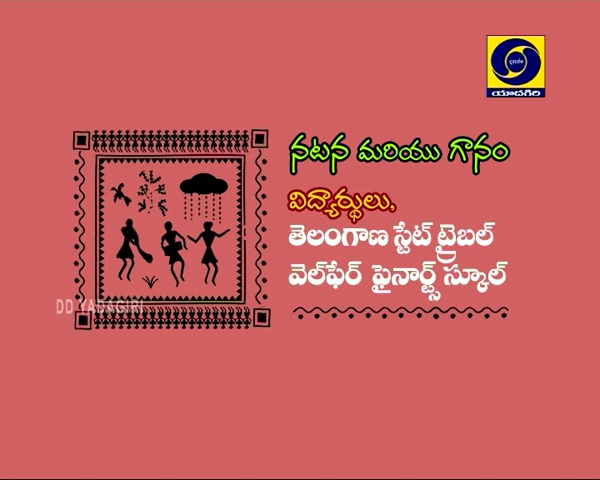 యాదగిరి
నటన మరియు గానం
విద్యార్థులు,
తెలంగాణ స్టేట్ ట్రైబల్
వెల్‌ఫేర్ ఫైనార్ట్స్ స్కూల్
DD YADAGIRI